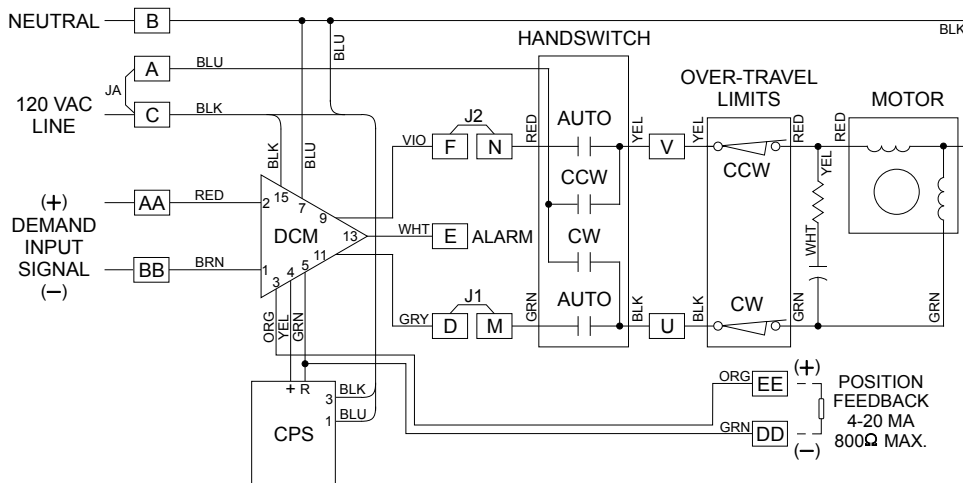 NEUTRAL
B
BLK
BLU
HANDSWITCH
A
BLU
JA
120 VAC
LINE
C
BLK
BLK
BLU
OVER-TRAVEL
LIMITS
MOTOR
VIO
J2
F
N
RED
AUTO
YEL
V
YEL
RED
RED
YEL
CCW
CCW
(+)
DEMAND
INPUT
SIGNAL
(−)
AA
RED
BB
BRN
15
7
2
9
DCM
13
11
1
3
4
5
WHT
E
ALARM
CW
WHT
CW
ORG
YEL
GRN
GRY
J1
D
M
GRN
AUTO
BLK
U
BLK
GRN
GRN
+
R
3
BLK
1
BLU
CPS
ORG
EE
(+)
GRN
DD
(−)
POSITION
FEEDBACK
4-20 MA
800Ω MAX.